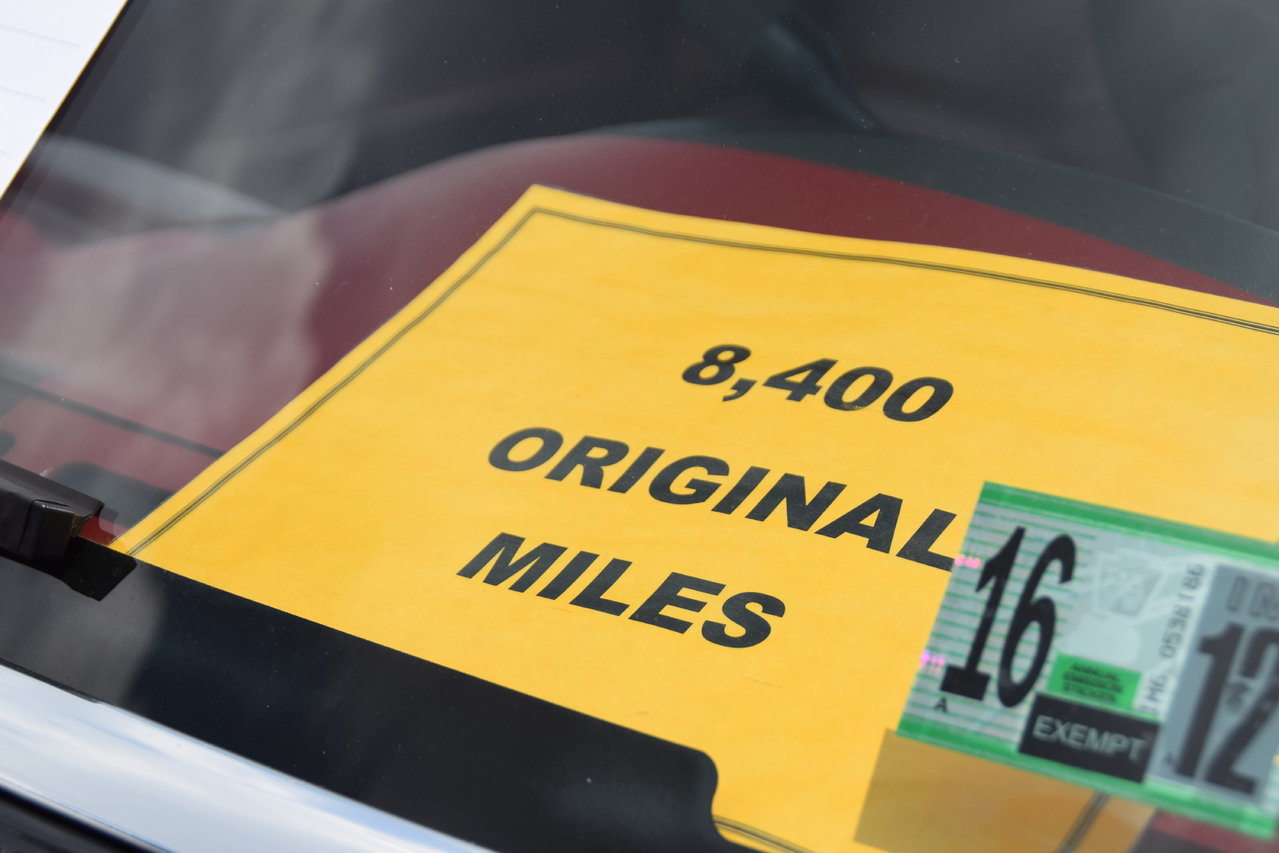 8,400
ORIGINAL
MILES
16
A
EXEMPT
12